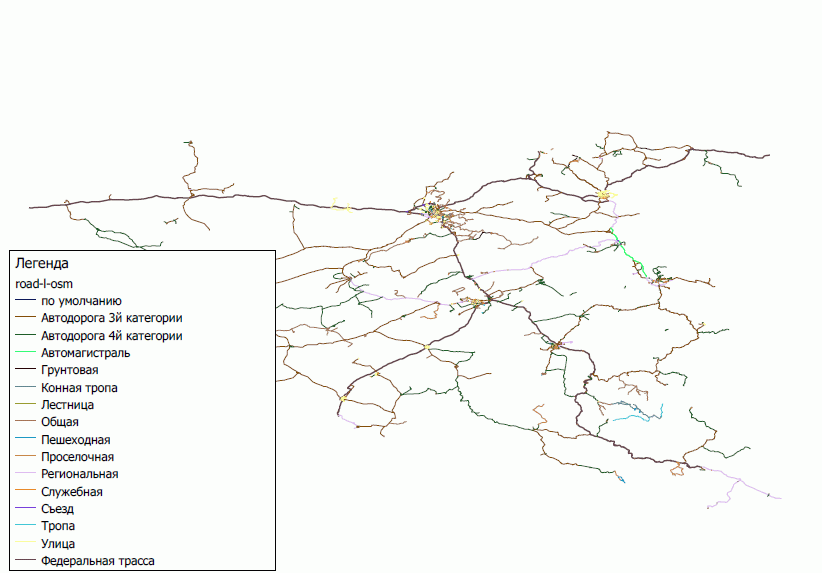 Легенда
road-l-osm
по умолчанию
Автодорога 3й категории
Автодорога 4й категории
Автомагистраль
Грунтовая
Конная тропа
Лестница
Общая
Пешеходная
Проселочная
Региональная
Служебная
Съезд
Тропа
Улица
Федеральная трасса